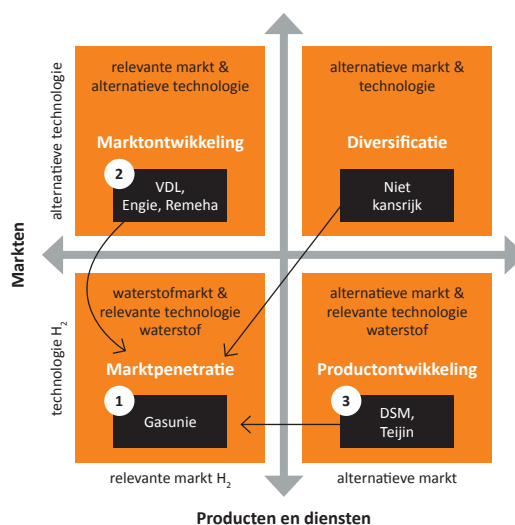 relevante markt &
alternatieve technologie
Marktontwikkeling
2
VDL,
Engie, Remeha
alternatieve markt &
technologie
Diversificatie
Niet
kansrijk
alternatieve technologie
Markten
technologie H₂
waterstofmarkt &
relevante technologie
waterstof
Marktpenetratie
1
Gasunie
alternatieve markt &
relevante technologie
waterstof
Productontwikkeling
3
DSM,
Teijin
relevante markt H₂
alternatieve markt
Producten en diensten